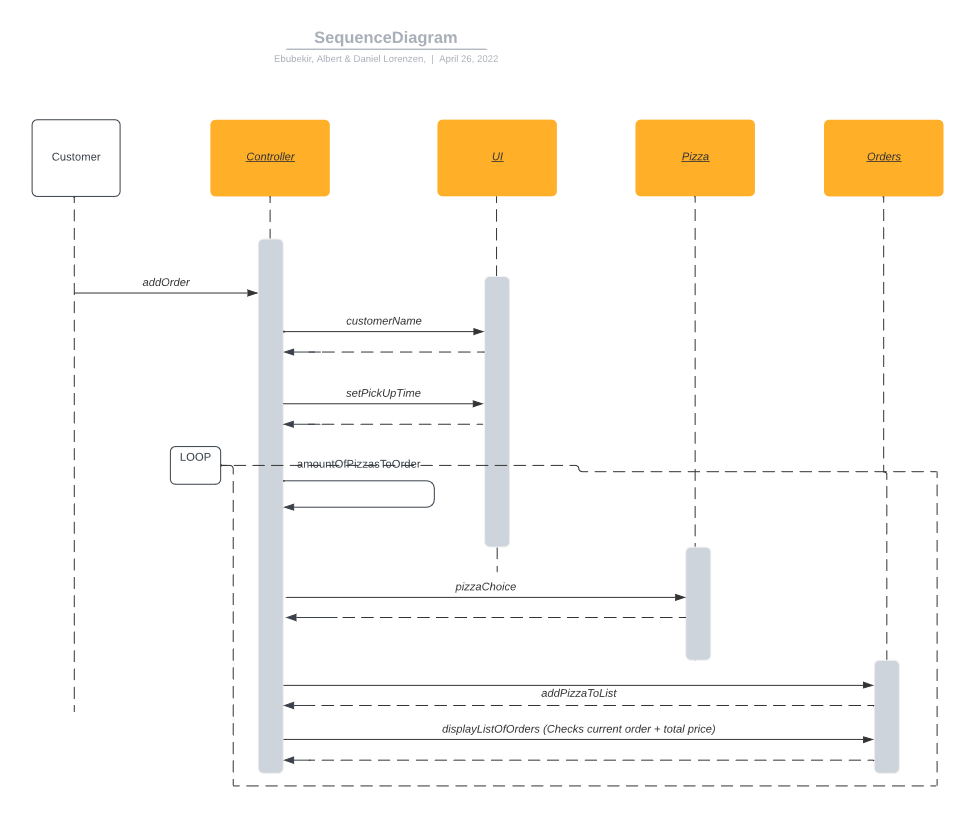 SequenceDiagram
Ebubekir, Albert & Daniel Lorenzen, | April 26, 2022
Customer
Controller
UI
Pizza
Orders
addOrder
customerName
setPickUpTime
LOOP
amountOfPizzasToOrder
pizzaChoice
addPizzaToList
displayListOfOrders (Checks current order + total price)